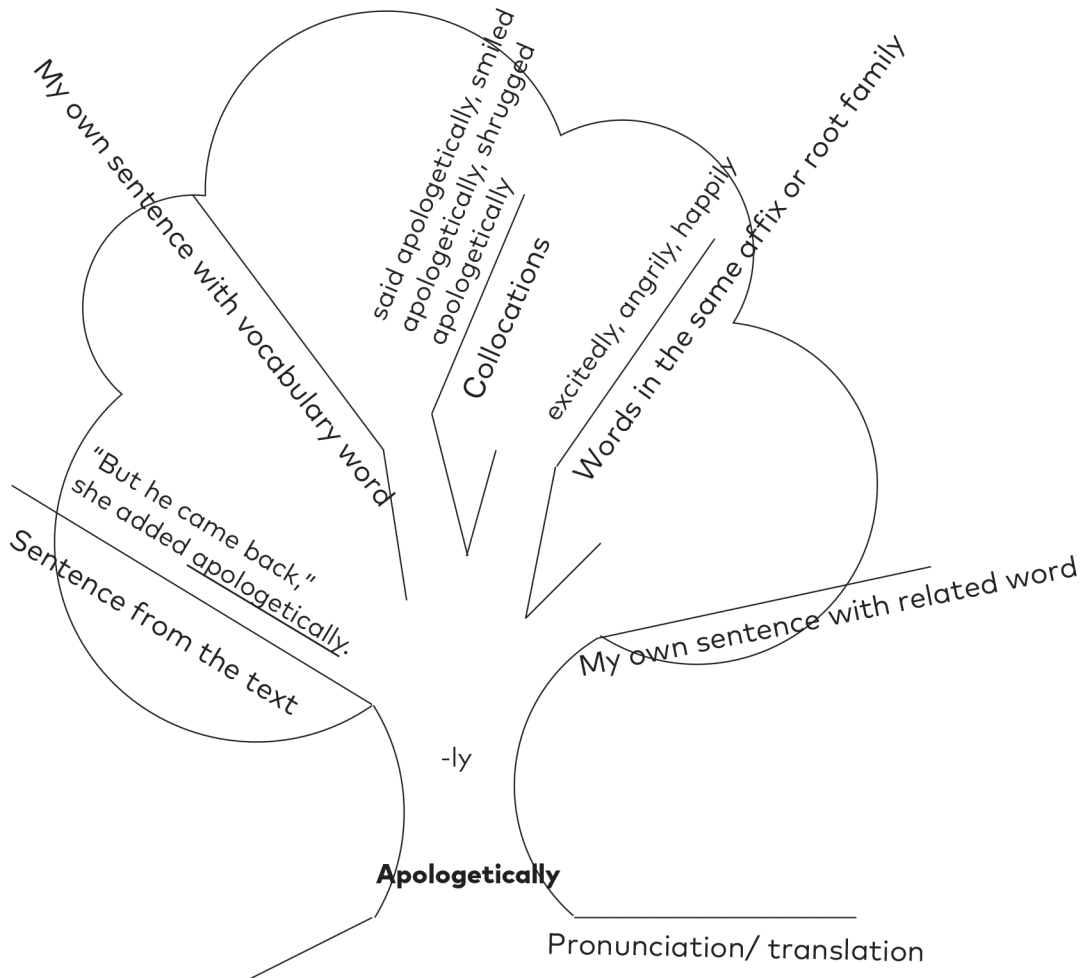 My own sentence with vocabulary word
said apologetically, smiled
apologetically, shrugged
apologetically
Collocations
excitedly, angrily, happily
Words in the same affix or root family
"But he came back,"
she added apologetically.
Sentence from the text
My own sentence with related word
-ly
Apologetically
Pronunciation/ translation